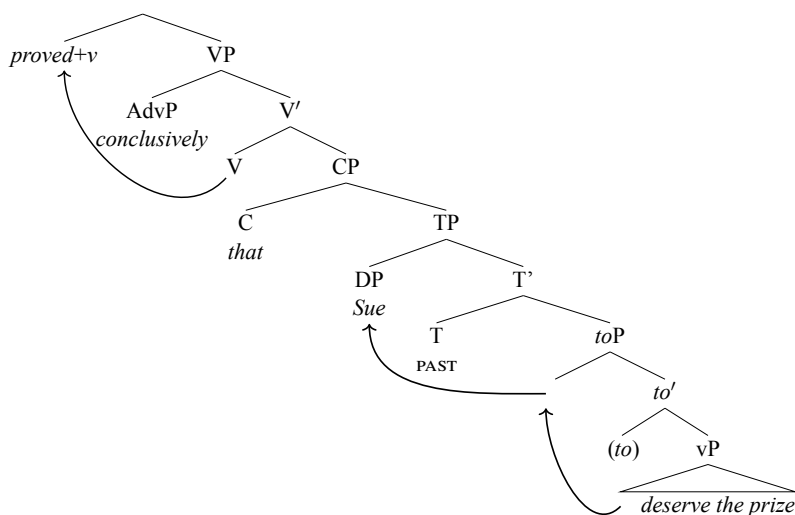 proved+v VP
AdvP V′
conclusively
V CP
C TP
that
DP T’
Sue
T toP
PAST
to′
(to) vP
deserve the prize